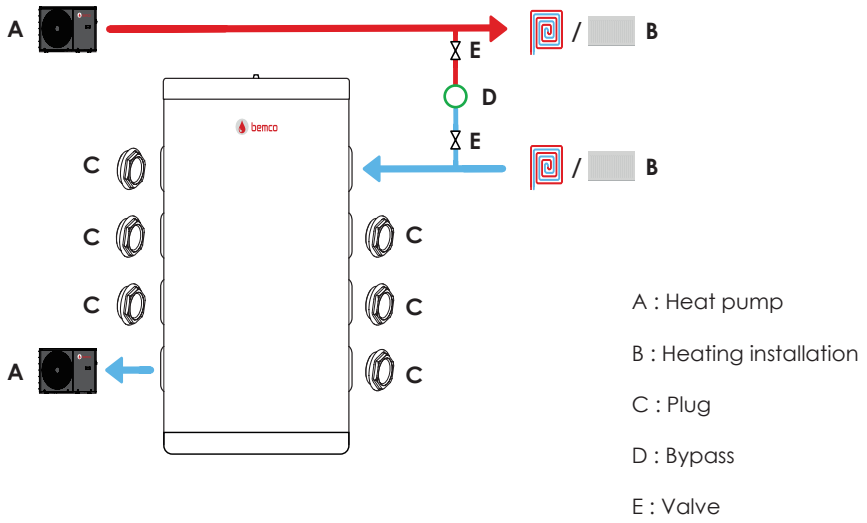 A / B
E
D
bemco
E
C / B
C C
C C
A C
A : Heat pump
B : Heating installation
C : Plug
D : Bypass
E : Valve